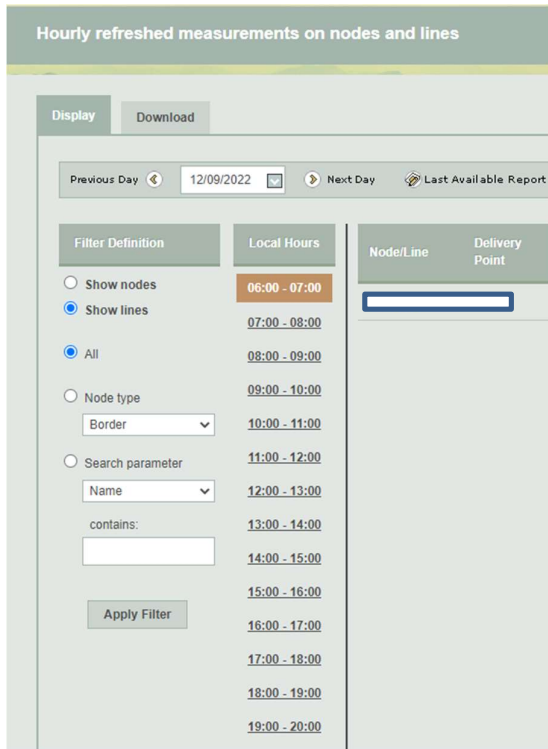 Hourly refreshed measurements on nodes and lines
Display
Download
Previous Day
12/09/2022
Next Day
Last Available Report
Filter Definition
Show nodes
Show lines
All
Node type
Border
Search parameter
Name
contains:
Apply Filter
Local Hours
06:00 - 07:00
07:00 - 08:00
08:00 - 09:00
09:00 - 10:00
10:00 - 11:00
11:00 - 12:00
12:00 - 13:00
13:00 - 14:00
14:00 - 15:00
15:00 - 16:00
16:00 - 17:00
17:00 - 18:00
18:00 - 19:00
19:00 - 20:00
Node/Line
Delivery
Point